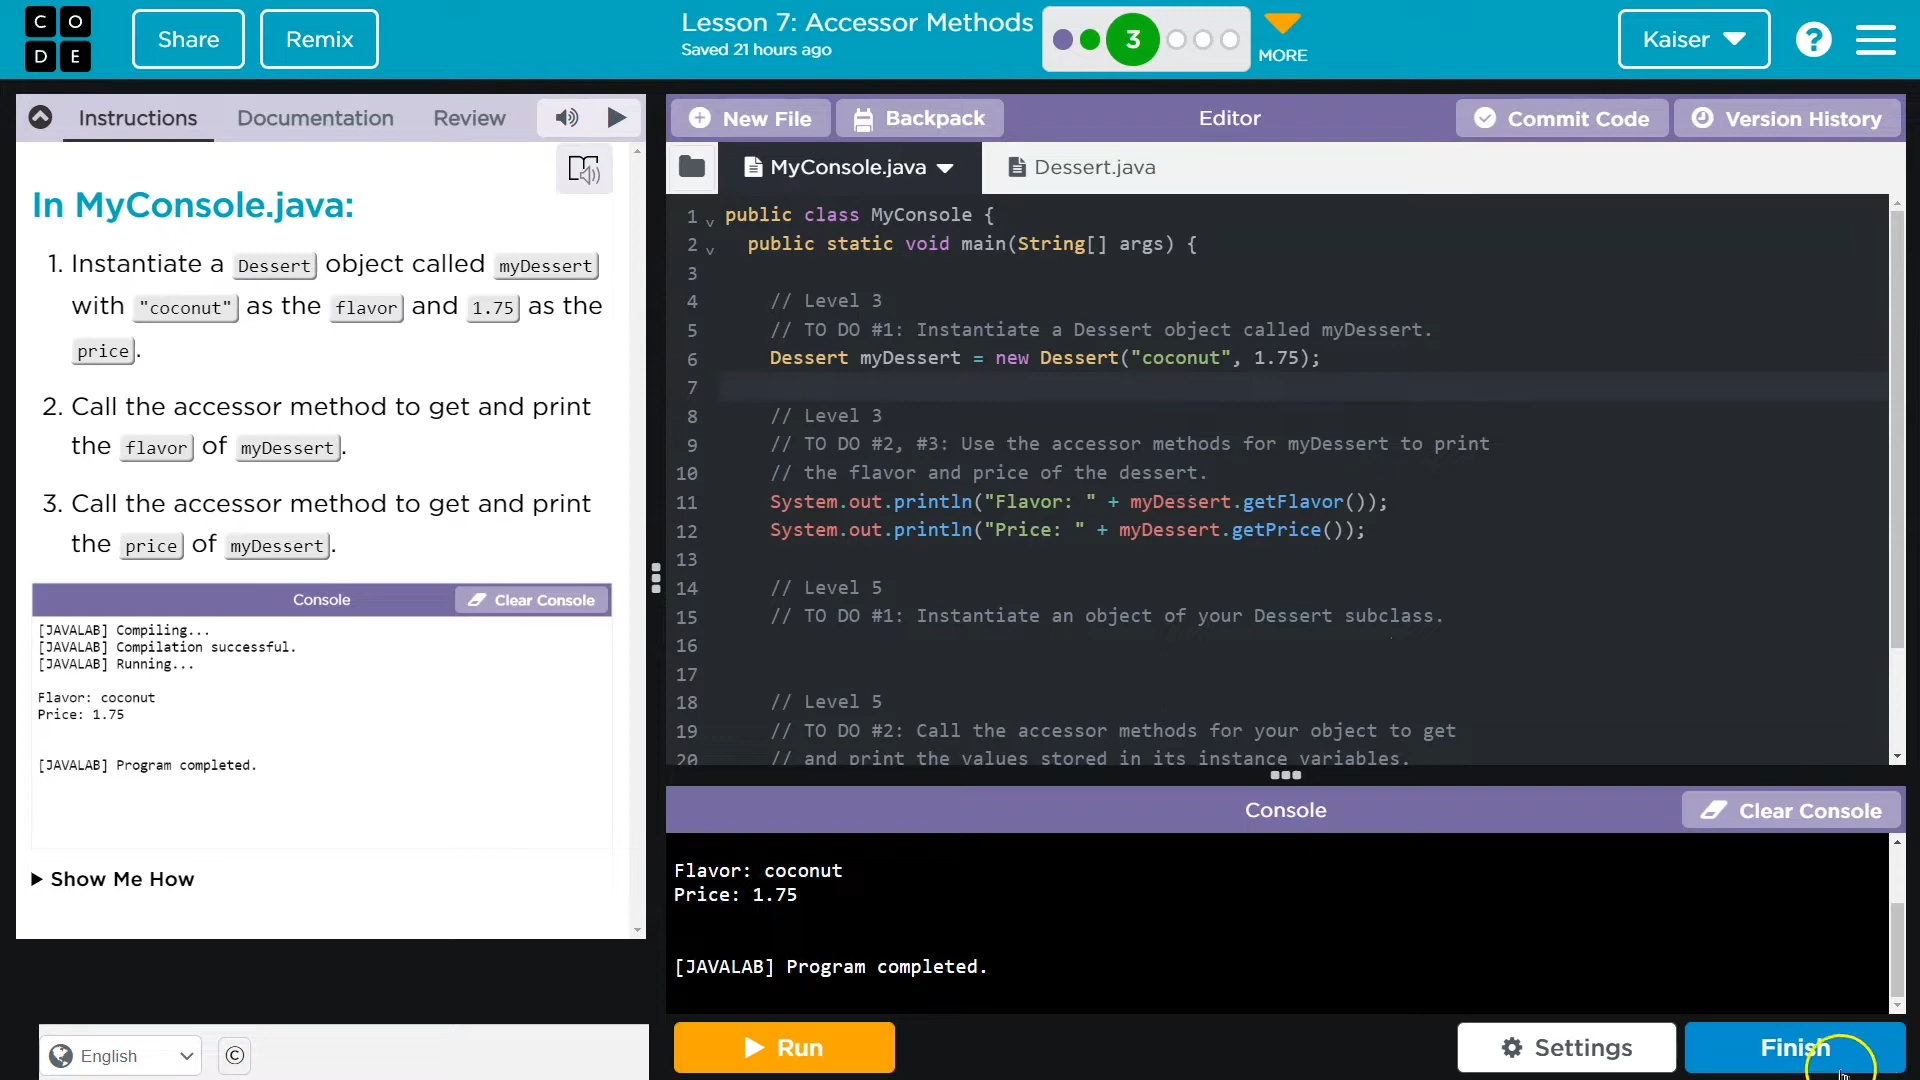 C O
D E
Share
Remix
Lesson 7: Accessor Methods
Saved 21 hours ago
3
MORE
Kaiser
?
Instructions
Documentation
Review
In MyConsole.java:
1. Instantiate a Dessert object called myDessert
with "coconut" as the flavor and 1.75 as the
price.
2. Call the accessor method to get and print
the flavor of myDessert.
3. Call the accessor method to get and print
the price of myDessert.
Console
Clear Console
[JAVALAB] Compiling...
[JAVALAB] Compilation successful.
[JAVALAB] Running...
Flavor: coconut
Price: 1.75
[JAVALAB] Program completed.
Show Me How
English
©
New File
Backpack
Editor
Commit Code
Version History
MyConsole.java
Dessert.java
1 public class MyConsole {
2 public static void main(String[] args) {
3
4 // Level 3
5 // TO DO #1: Instantiate a Dessert object called myDessert.
6 Dessert myDessert = new Dessert("coconut", 1.75);
7
8 // Level 3
9 // TO DO #2, #3: Use the accessor methods for myDessert to print
10 // the flavor and price of the dessert.
11 System.out.println("Flavor: " + myDessert.getFlavor());
12 System.out.println("Price: " + myDessert.getPrice());
13
14 // Level 5
15 // TO DO #1: Instantiate an object of your Dessert subclass.
16
17
18 // Level 5
19 // TO DO #2: Call the accessor methods for your object to get
20 // and print the values stored in its instance variables.
Console
Clear Console
Flavor: coconut
Price: 1.75
[JAVALAB] Program completed.
Run
Settings
Finish